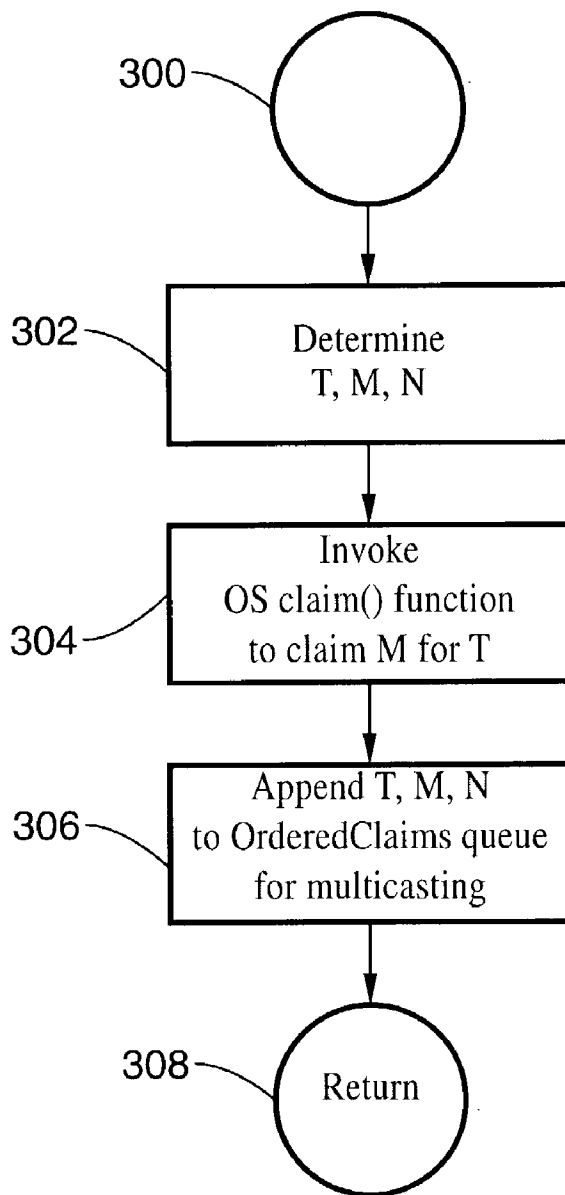 300
302
Determine
T, M, N
304
Invoke
OS claim() function
to claim M for T
306
Append T, M, N
to OrderedClaims queue
for multicasting
308
Return